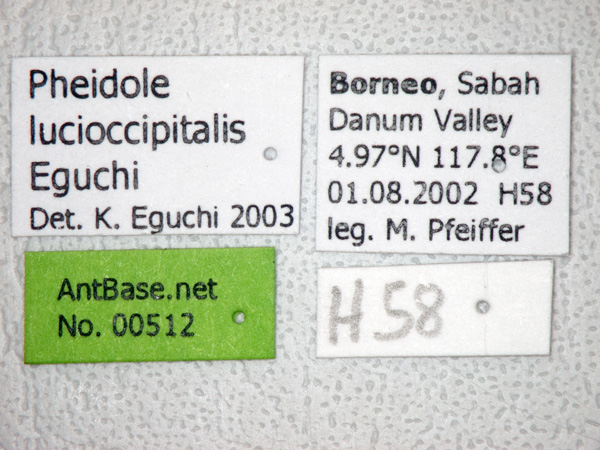 Pheidole
lucioccipitalis
Eguchi
Det. K. Eguchi 2003
Borneo, Sabah
Danum Valley
4.97°N 117.8°E
01.08.2002 H58
leg. M. Pfeiffer
AntBase.net
No. 00512
H58